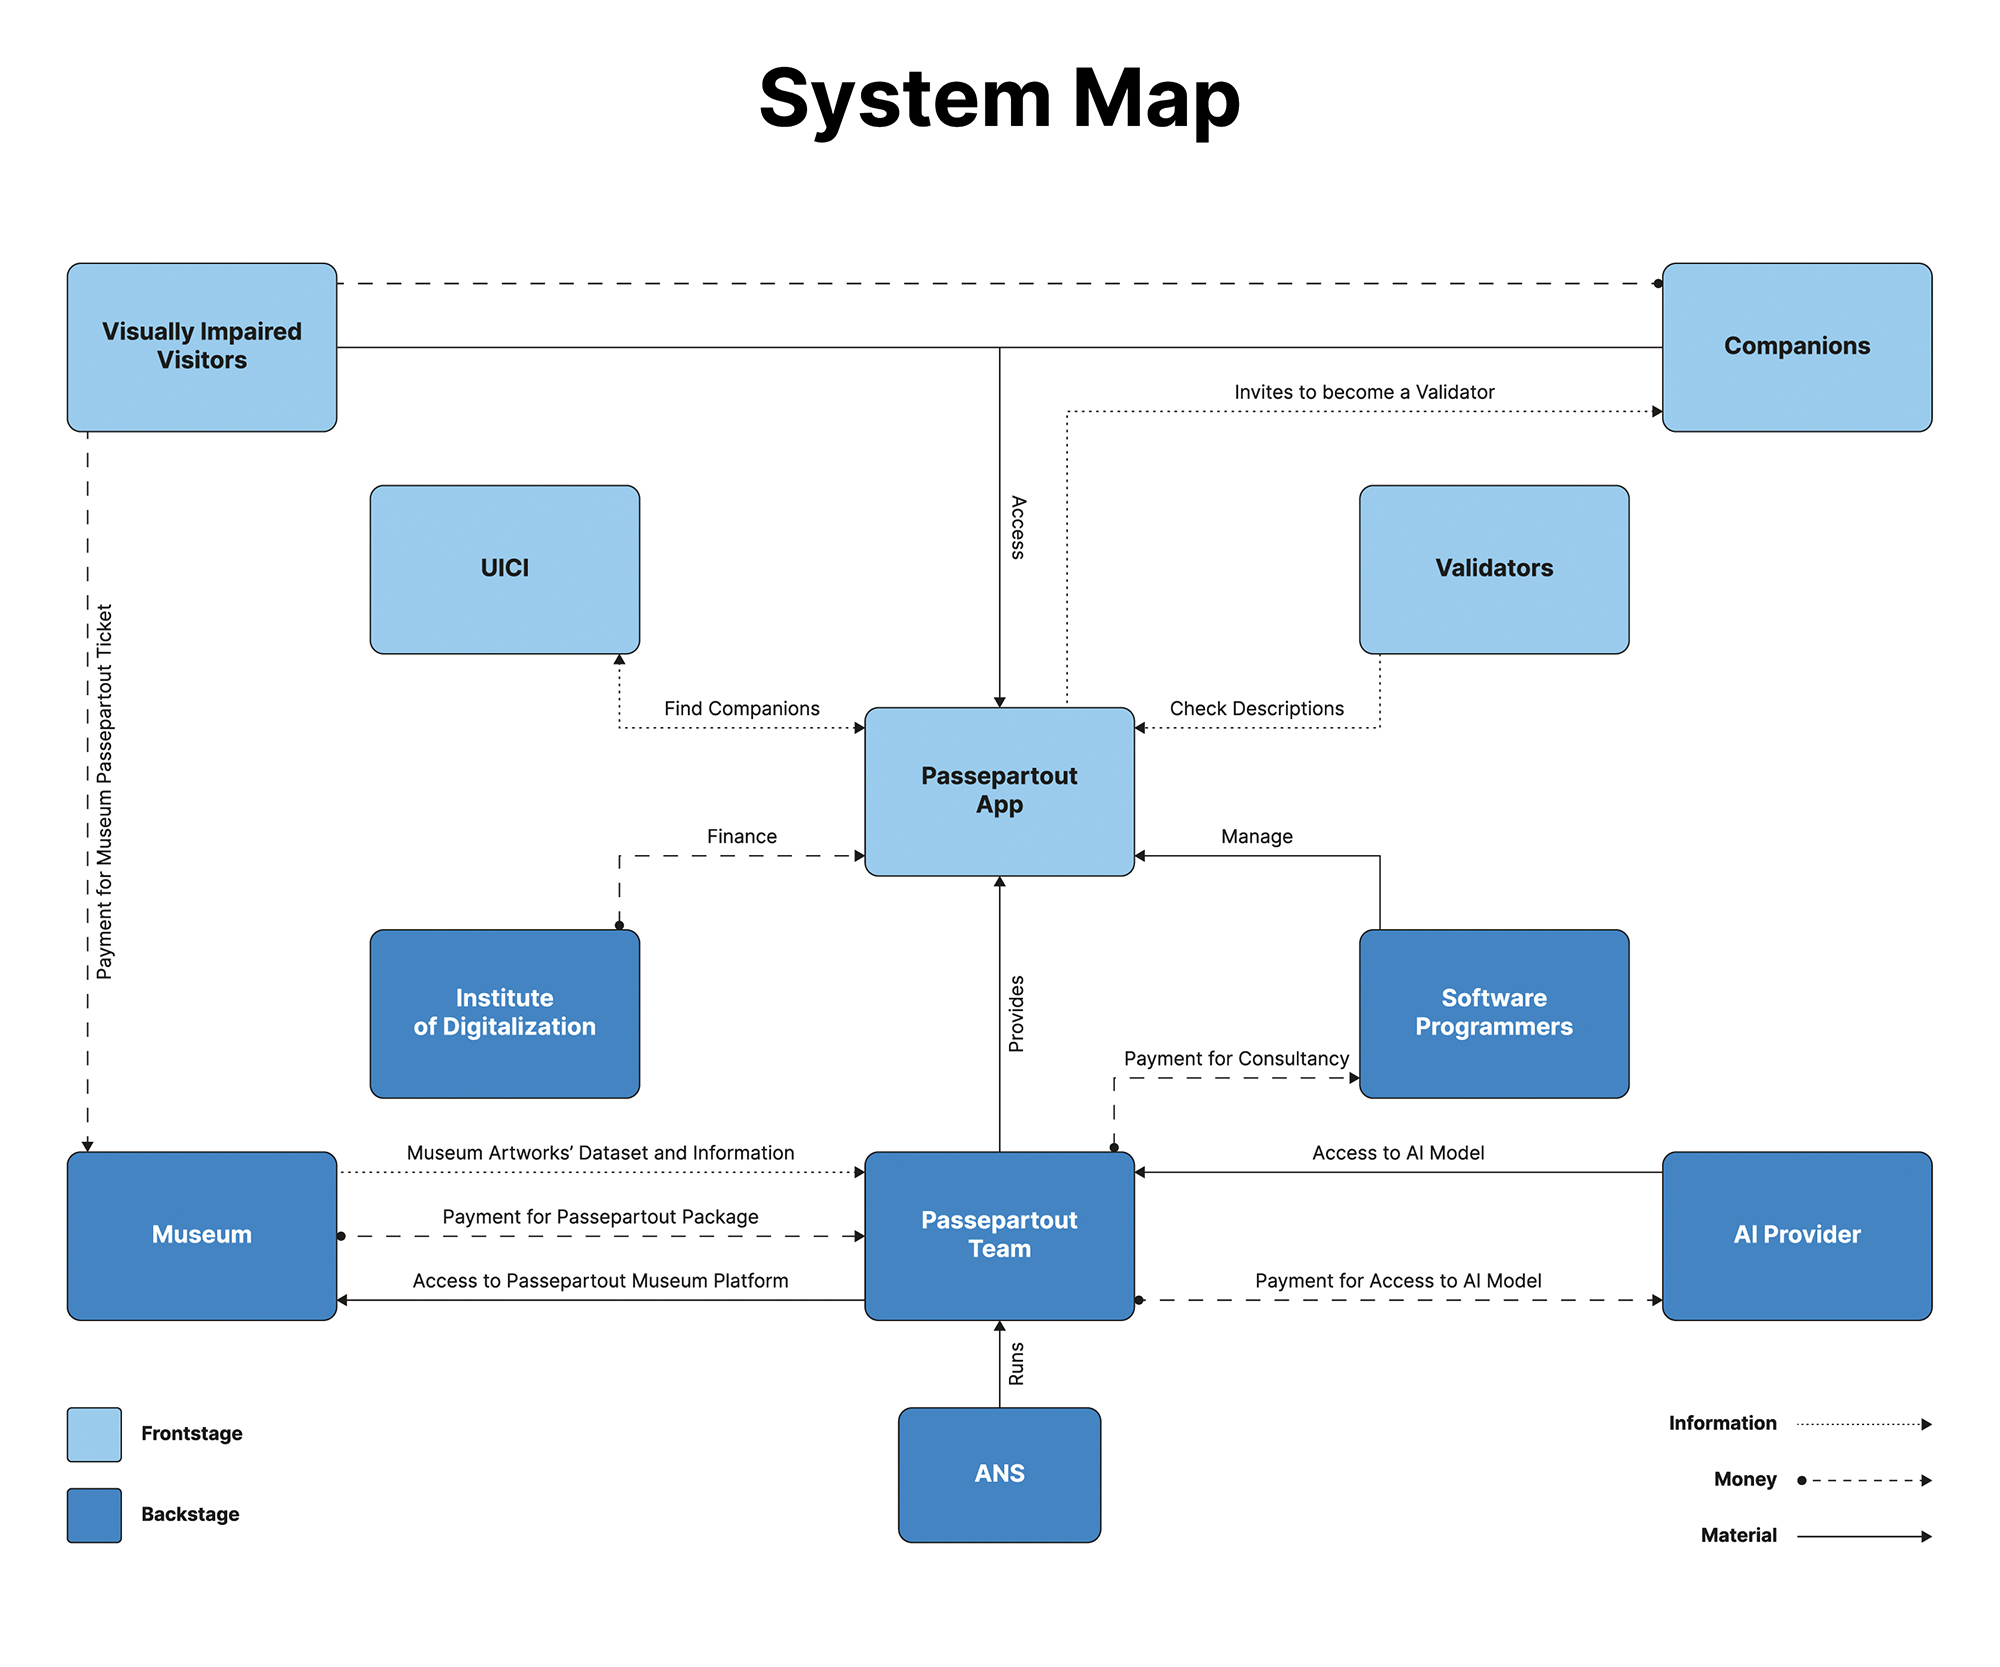 System Map
Visually Impaired
Visitors
Companions
Invites to become a Validator
Access
UICI
Validators
Payment for Museum Passepartout Ticket
Find Companions
Check Descriptions
Passepartout
App
Finance
Manage
Institute
of Digitalization
Provides
Software
Programmers
Payment for Consultancy
Museum Artworks’ Dataset and Information
Access to AI Model
Museum
Payment for Passepartout Package
Passepartout
Team
AI Provider
Access to Passepartout Museum Platform
Payment for Access to AI Model
Runs
ANS
Frontstage
Backstage
Information
Money
Material